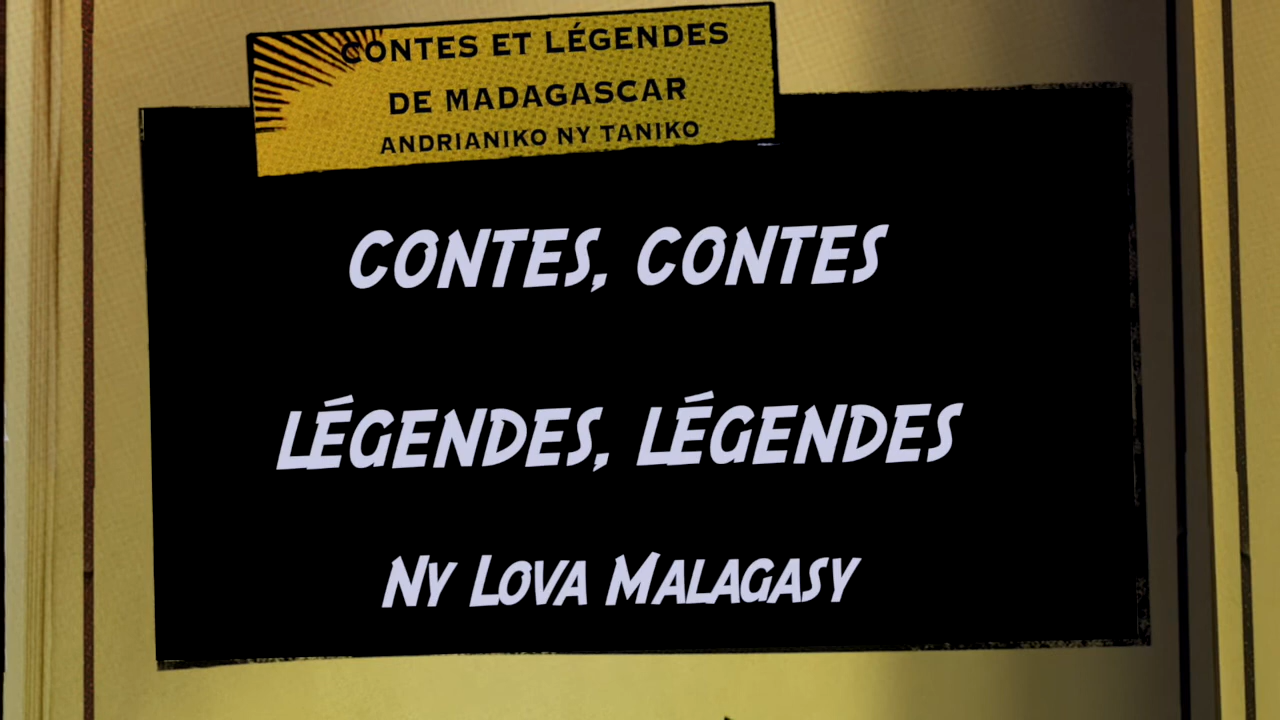 CONTES ET LÉGENDES
DE MADAGASCAR
ANDRIANIKO NY TANIKO
CONTES, CONTES
LÉGENDES, LÉGENDES
NY LOVA MALAGASY